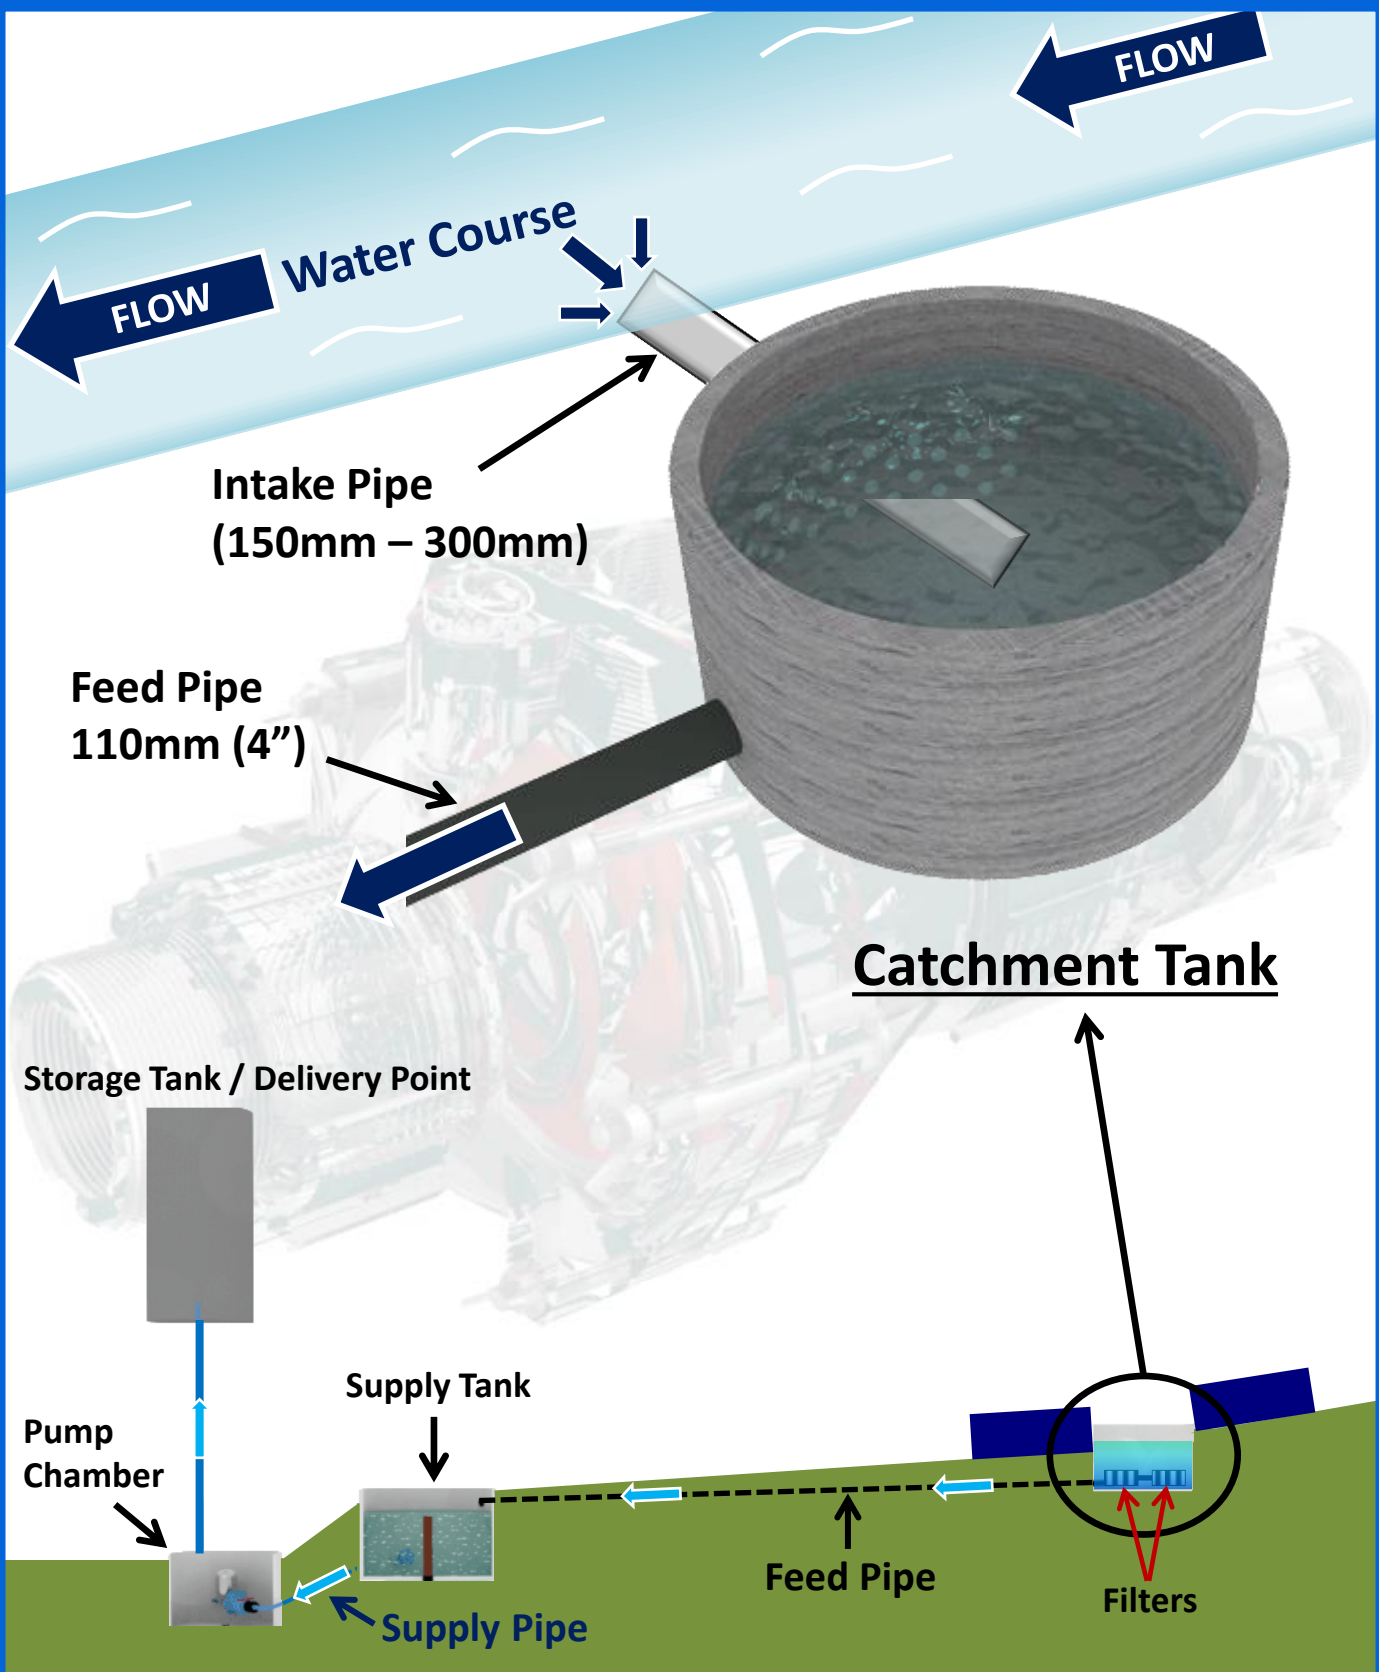 FLOW
Water Course
FLOW
Intake Pipe
(150mm – 300mm)
Feed Pipe
110mm (4”)
Catchment Tank
Storage Tank / Delivery Point
Supply Tank
Pump
Chamber
Feed Pipe
Filters
Supply Pipe